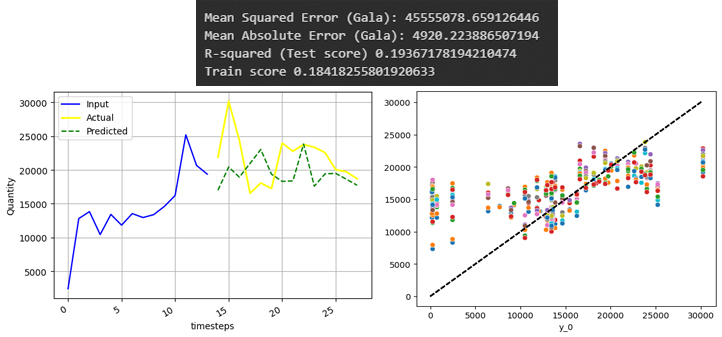 Mean Squared Error (Gala): 45555078.659126446
Mean Absolute Error (Gala): 4920.223886507194
R-squared (Test score) 0.19367178194210474
Train score 0.18418255801920633
30000
25000
20000
15000
10000
5000
Quantity
Input
Actual
Predicted
0
5
10
15
20
25
timesteps
30000
25000
20000
15000
10000
5000
0
0
5000
10000
15000
20000
25000
30000
y_0